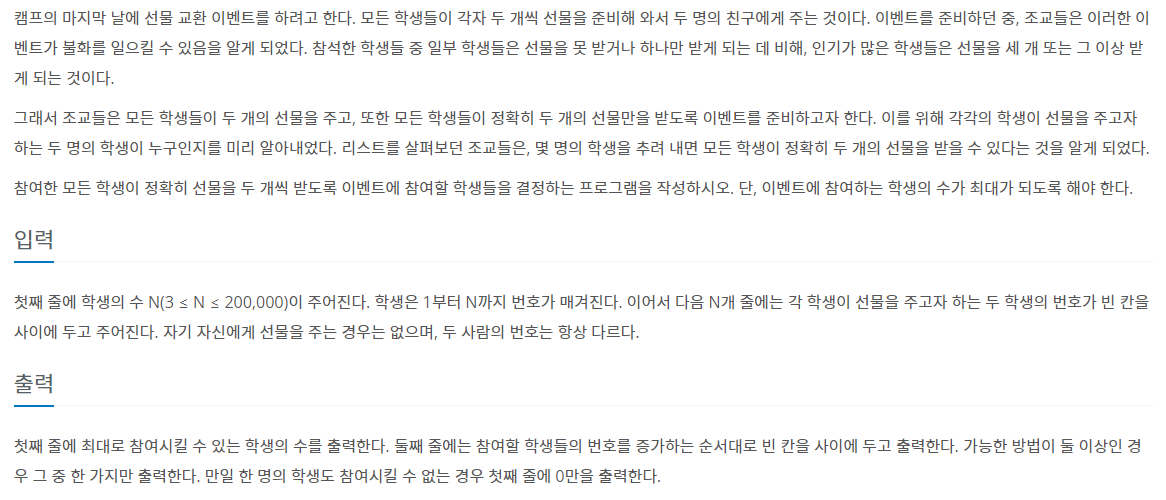 캠프의 마지막 날에 선물 교환 이벤트를 하려고 한다. 모든 학생들이 각자 두 개씩 선물을 준비해 와서 두 명의 친구에게 주는 것이다. 이벤트를 준비하던 중, 조교들은 이러한 이
벤트가 불화를 일으킬 수 있음을 알게 되었다. 참석한 학생들 중 일부 학생들은 선물을 못 받거나 하나만 받게 되는 데 비해, 인기가 많은 학생들은 선물을 세 개 또는 그 이상 받
게 되는 것이다.
그래서 조교들은 모든 학생들이 두 개의 선물을 주고, 또한 모든 학생들이 정확히 두 개의 선물만을 받도록 이벤트를 준비하고자 한다. 이를 위해 각각의 학생이 선물을 주고자
하는 두 명의 학생이 누구인지를 미리 알아내었다. 리스트를 살펴보던 조교들은, 몇 명의 학생을 추려 내면 모든 학생이 정확히 두 개의 선물을 받을 수 있다는 것을 알게 되었다.
참여한 모든 학생이 정확히 선물을 두 개씩 받도록 이벤트에 참여할 학생들을 결정하는 프로그램을 작성하시오. 단, 이벤트에 참여하는 학생의 수가 최대가 되도록 해야 한다.
입력
첫째 줄에 학생의 수 N(3 ≤ N ≤ 200,000)이 주어진다. 학생은 1부터 N까지 번호가 매겨진다. 이어서 다음 N개 줄에는 각 학생이 선물을 주고자 하는 두 학생의 번호가 빈 칸을
사이에 두고 주어진다. 자기 자신에게 선물을 주는 경우는 없으며, 두 사람의 번호는 항상 다르다.
출력
첫째 줄에 최대로 참여시킬 수 있는 학생의 수를 출력한다. 둘째 줄에는 참여할 학생들의 번호를 증가하는 순서대로 빈 칸을 사이에 두고 출력한다. 가능한 방법이 둘 이상인 경
우 그 중 한 가지만 출력한다. 만일 한 명의 학생도 참여시킬 수 없는 경우 첫째 줄에 0만을 출력한다.